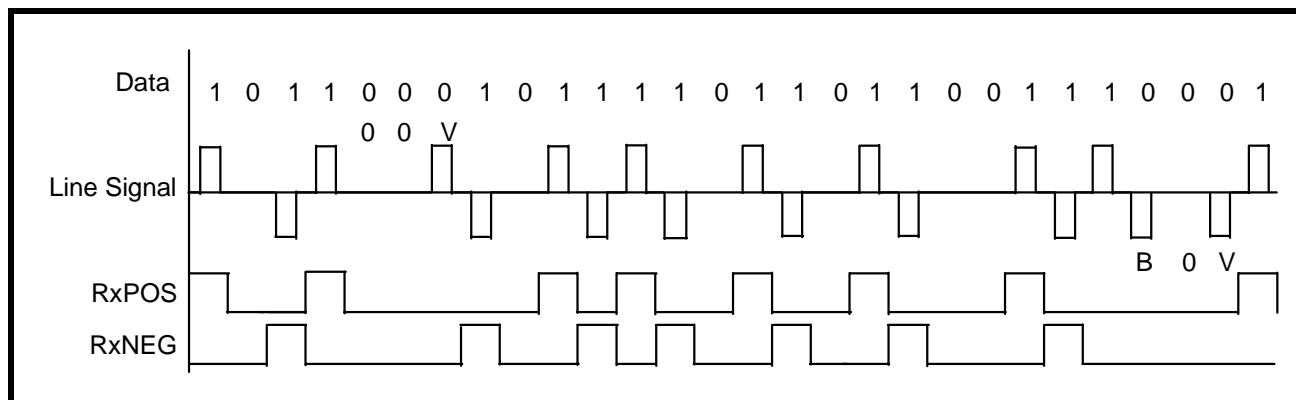 Data 1 0 1 1 0 0 0 1 0 1 1 1 1 0 1 1 0 1 1 0 0 1 1 1 0 0 0 1
0 0 V
Line Signal
B 0 V
RxPOS
RxNEG